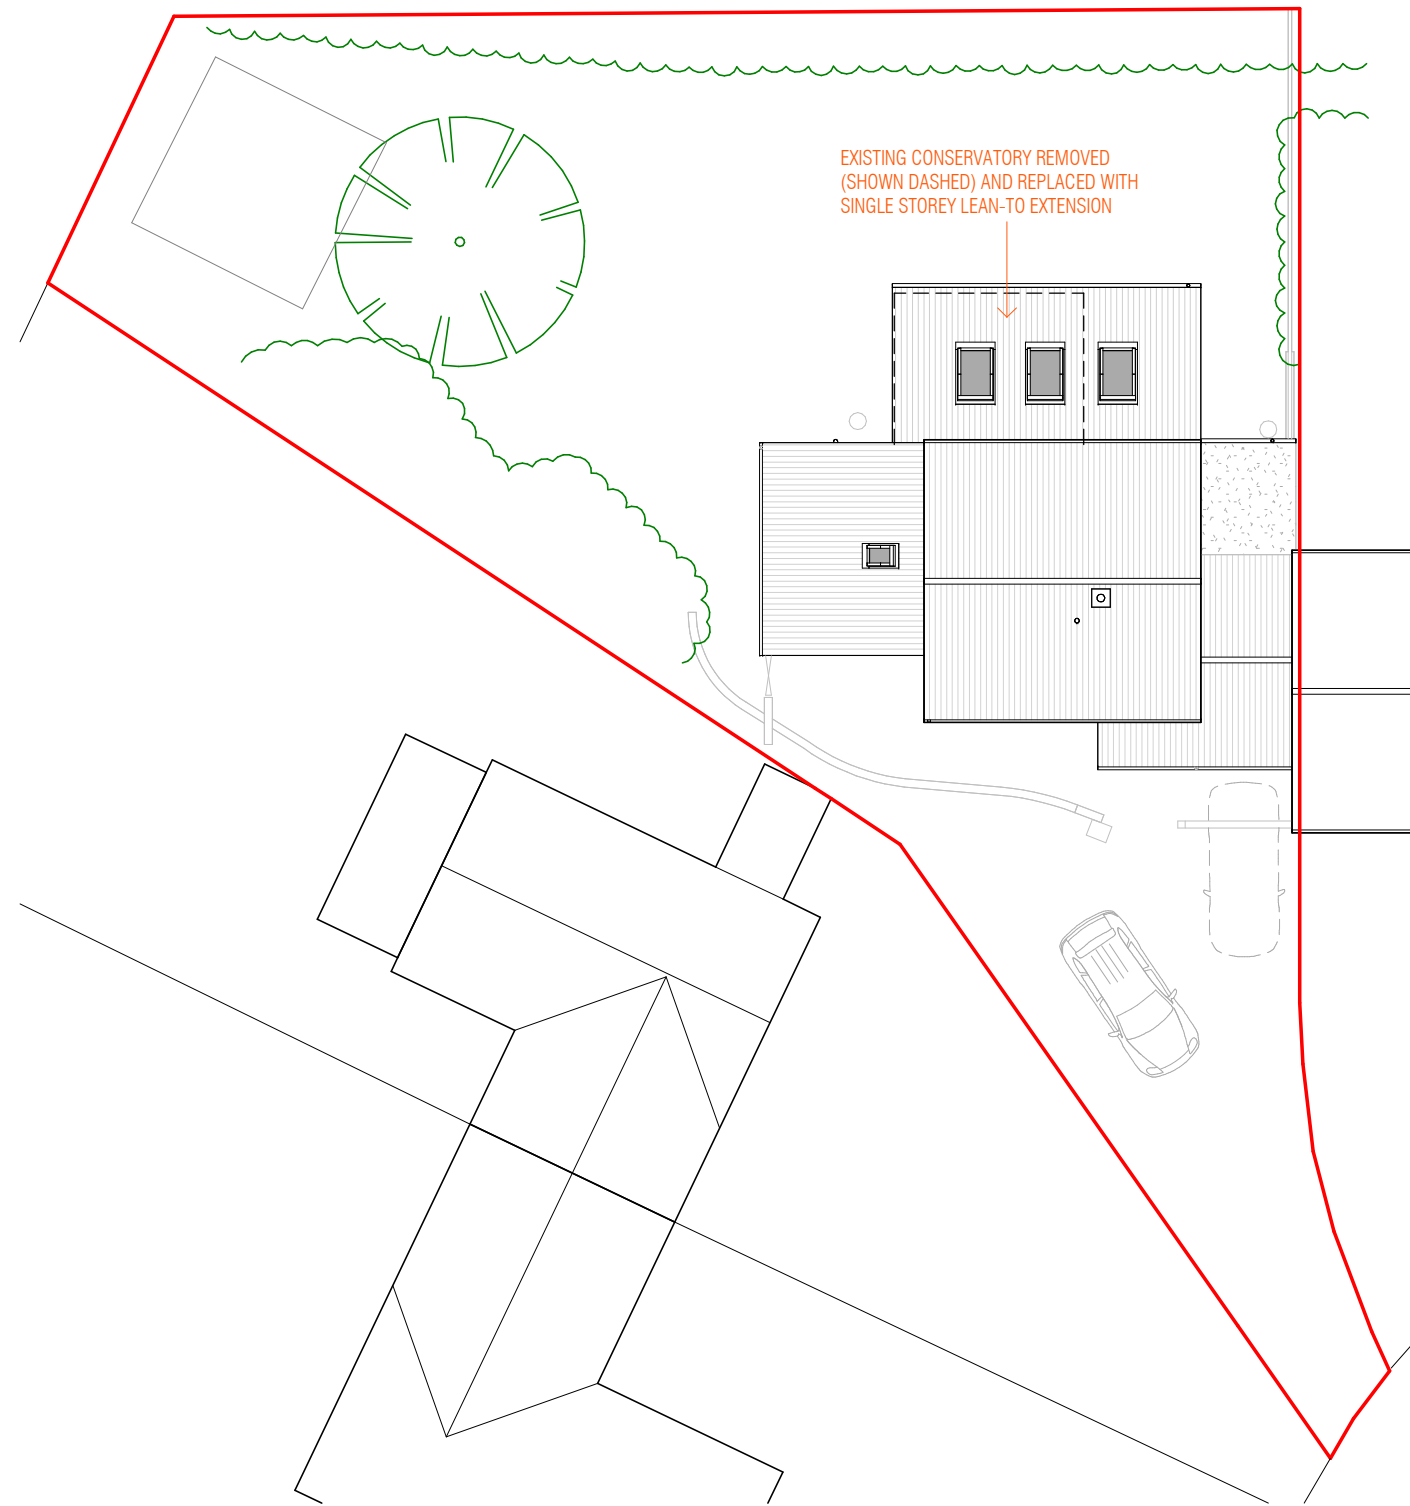 EXISTING CONSERVATORY REMOVED
(SHOWN DASHED) AND REPLACED WITH
SINGLE STOREY LEAN-TO EXTENSION